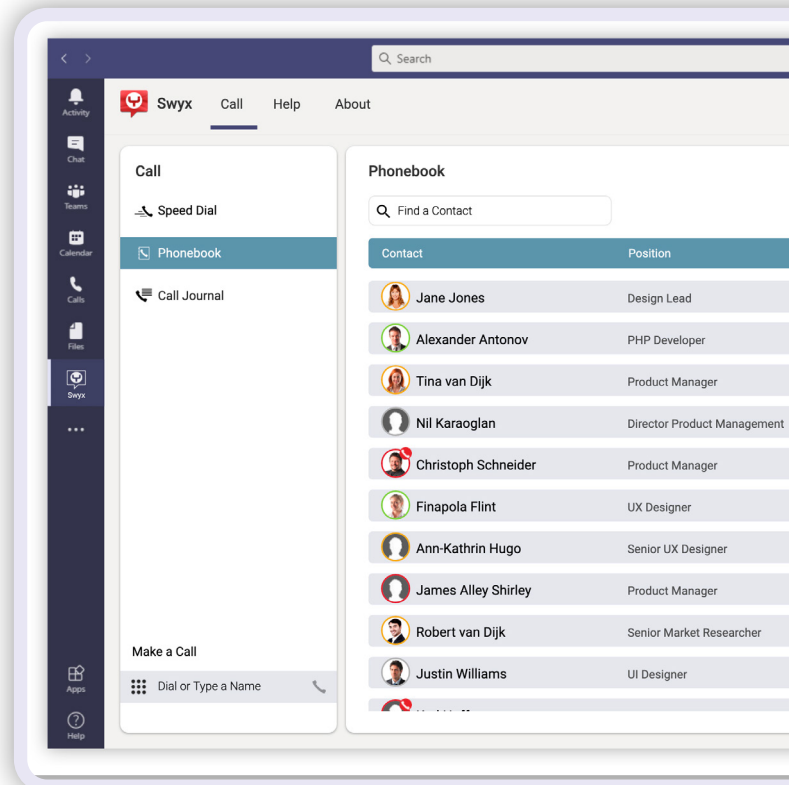 Search
Activity
Chat
Teams
Calendar
Calls
Files
Swyx
Apps
Help
Swyx Call Help About
Call
Speed Dial
Phonebook
Call Journal
Make a Call
Dial or Type a Name
Phonebook
Find a Contact
Contact Position
Jane Jones Design Lead
Alexander Antonov PHP Developer
Tina van Dijk Product Manager
Nil Karaoglan Director Product Management
Christoph Schneider Product Manager
Finapola Flint UX Designer
Ann-Kathrin Hugo Senior UX Designer
James Alley Shirley Product Manager
Robert van Dijk Senior Market Researcher
Justin Williams UI Designer